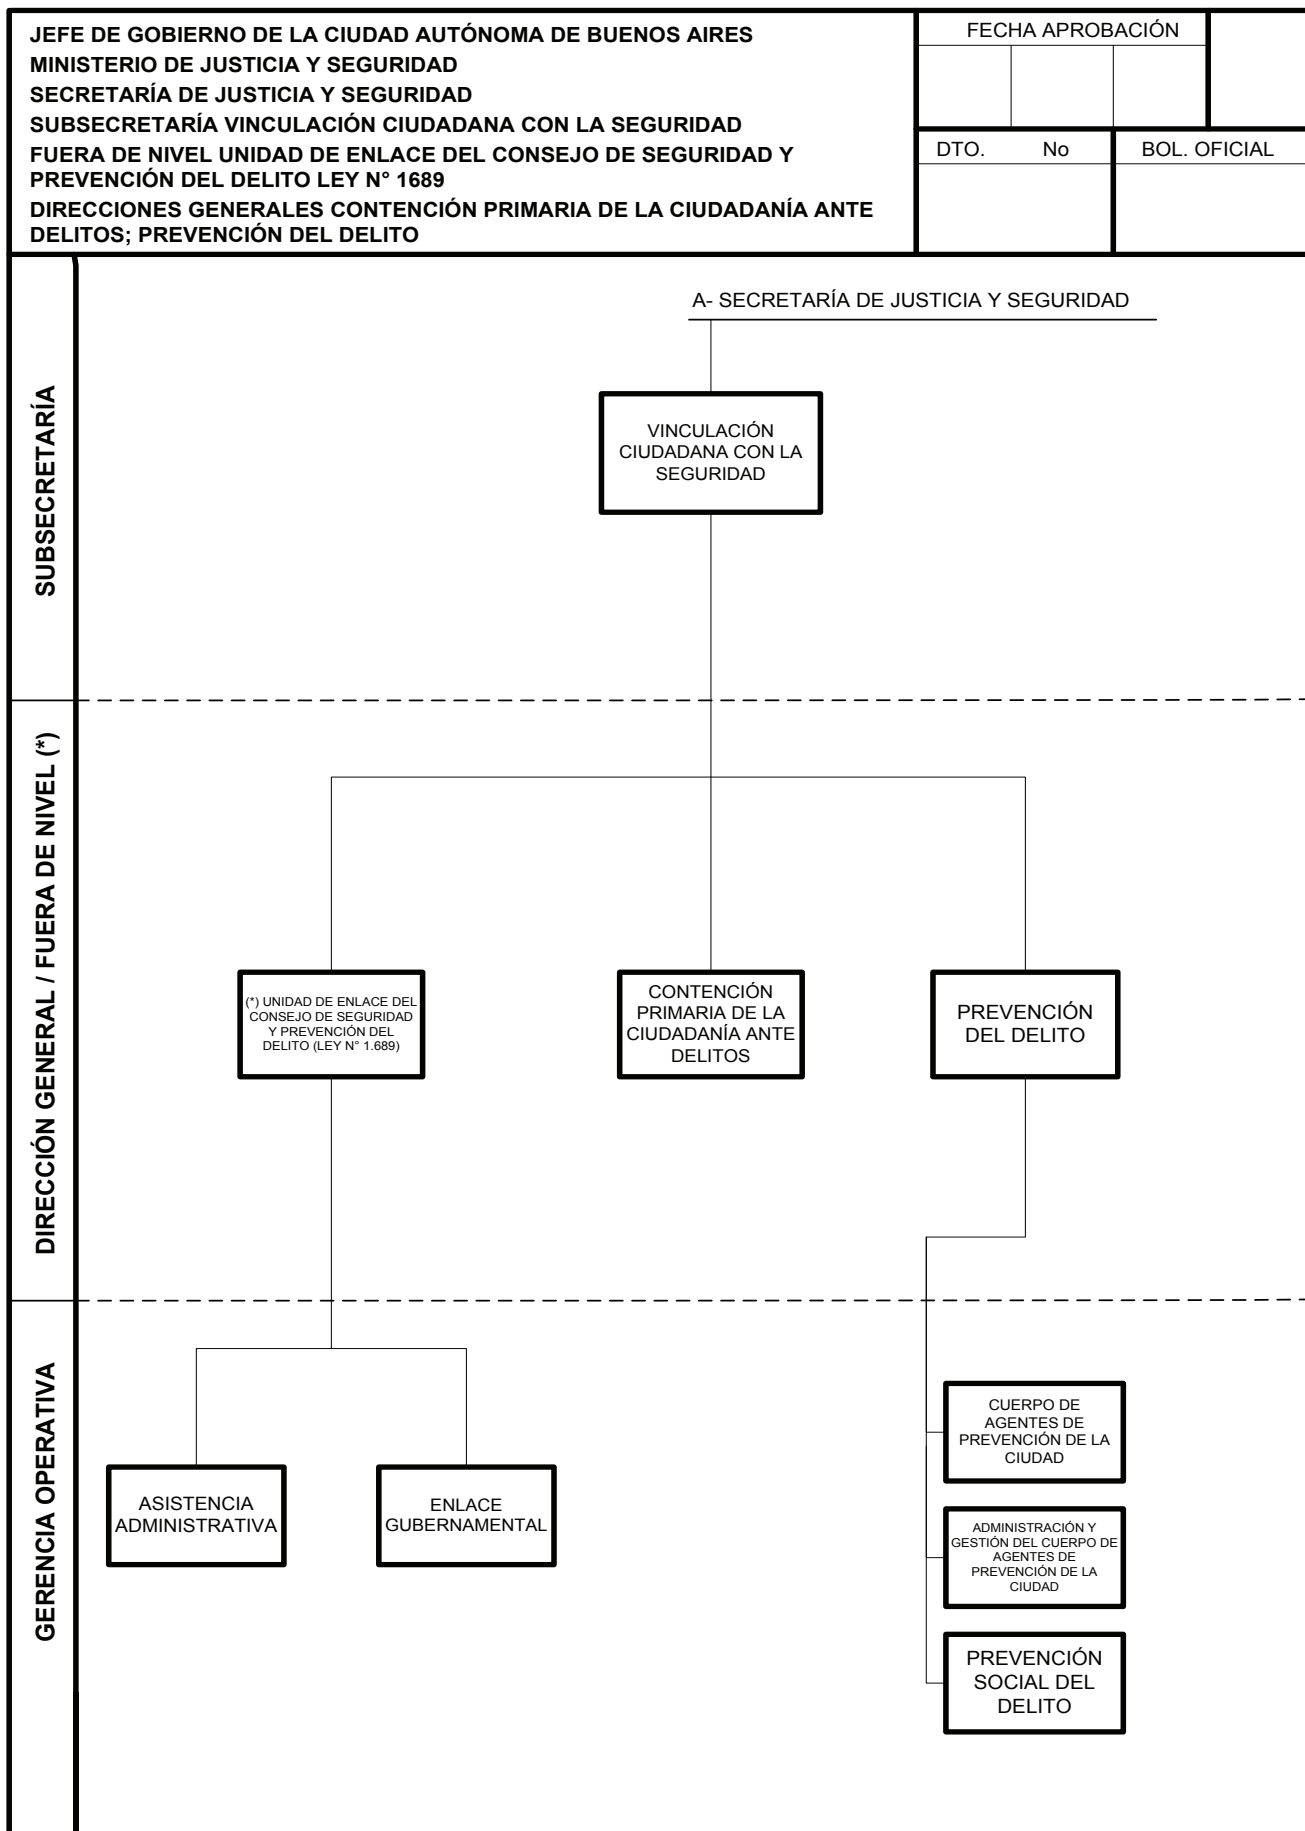 JEFE DE GOBIERNO DE LA CIUDAD AUTÓNOMA DE BUENOS AIRES
MINISTERIO DE JUSTICIA Y SEGURIDAD
SECRETARÍA DE JUSTICIA Y SEGURIDAD
SUBSECRETARÍA VINCULACIÓN CIUDADANA CON LA SEGURIDAD
FUERA DE NIVEL UNIDAD DE ENLACE DEL CONSEJO DE SEGURIDAD Y
PREVENCIÓN DEL DELITO LEY N° 1689
DIRECCIONES GENERALES CONTENCIÓN PRIMARIA DE LA CIUDADANÍA ANTE
DELITOS; PREVENCIÓN DEL DELITO
FECHA APROBACIÓN
DTO. No
BOL. OFICIAL
SUBSECRETARÍA
A- SECRETARÍA DE JUSTICIA Y SEGURIDAD
VINCULACIÓN
CIUDADANA CON LA
SEGURIDAD
DIRECCIÓN GENERAL / FUERA DE NIVEL (*)
(*) UNIDAD DE ENLACE DEL
CONSEJO DE SEGURIDAD
Y PREVENCIÓN DEL
DELITO (LEY N° 1.689)
CONTENCIÓN
PRIMARIA DE LA
CIUDADANÍA ANTE
DELITOS
PREVENCIÓN
DEL DELITO
GERENCIA OPERATIVA
ASISTENCIA
ADMINISTRATIVA
ENLACE
GUBERNAMENTAL
CUERPO DE
AGENTES DE
PREVENCIÓN DE LA
CIUDAD
ADMINISTRACIÓN Y
GESTIÓN DEL CUERPO DE
AGENTES DE
PREVENCIÓN DE LA
CIUDAD
PREVENCIÓN
SOCIAL DEL
DELITO